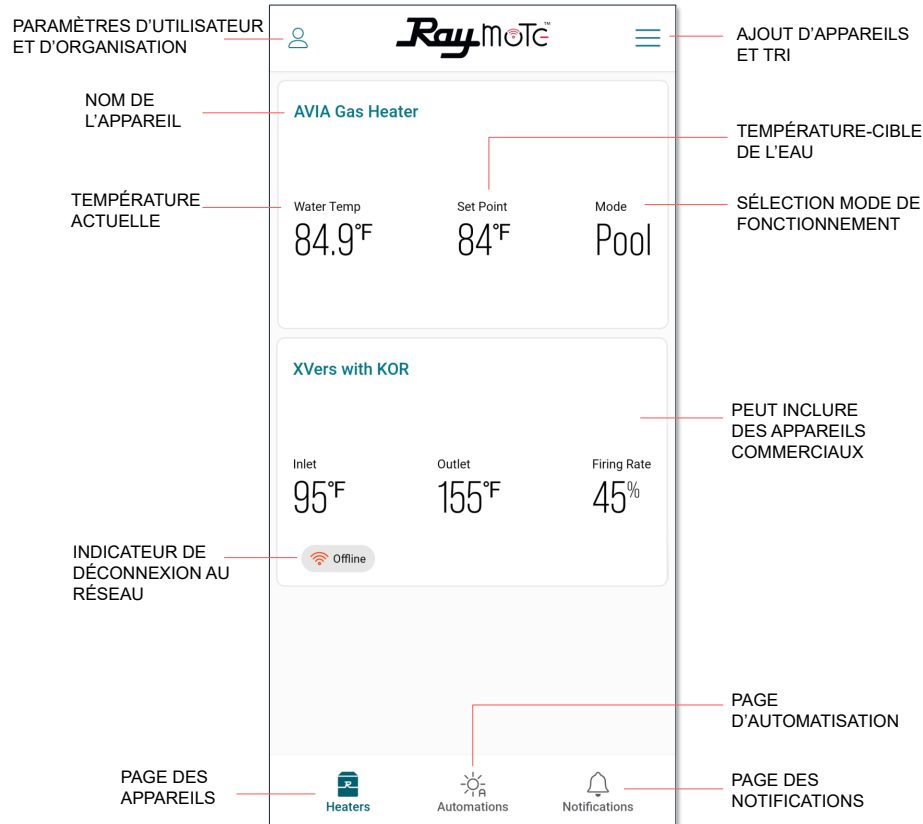 PARAMÈTRES D'UTILISATEUR
ET D'ORGANISATION
Raymote™
AJOUT D'APPAREILS
ET TRI
NOM DE
L'APPAREIL
AVIA Gas Heater
TEMPÉRATURE-CIBLE
DE L'EAU
TEMPÉRATURE
ACTUELLE
Water Temp
Set Point
Mode
84.9°F
84°F
Pool
SÉLECTION MODE DE
FONCTIONNEMENT
XVers with KOR
PEUT INCLURE
DES APPAREILS
COMMERCIAUX
Inlet
Outlet
Firing Rate
95°F
155°F
45%
INDICATEUR DE
DÉCONNEXION AU
RÉSEAU
Offline
PAGE
D'AUTOMATISATION
PAGE DES
APPAREILS
Heaters
Automations
Notifications
PAGE DES
NOTIFICATIONS